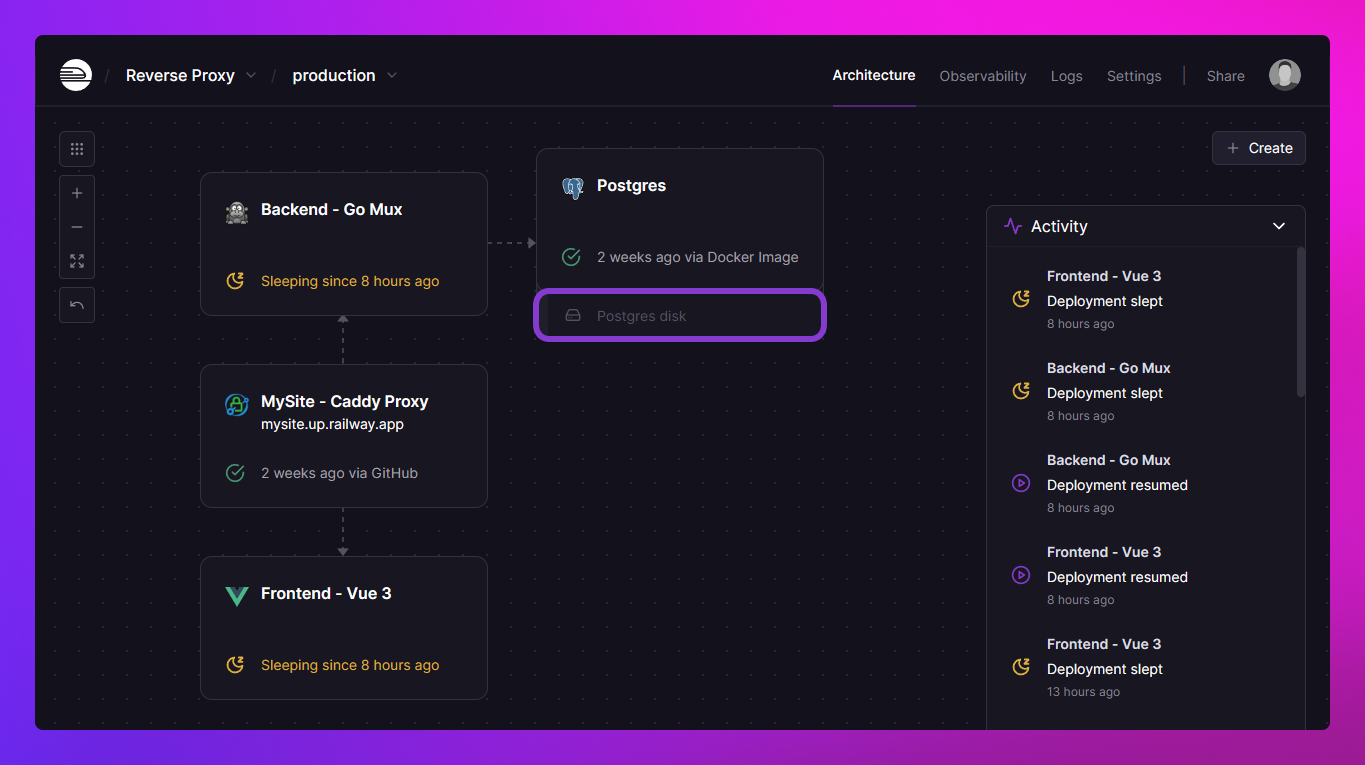 / Reverse Proxy / production
Architecture Observability Logs Settings | Share
+ Create
Backend - Go Mux
Sleeping since 8 hours ago
Postgres
2 weeks ago via Docker Image
Postgres disk
MySite - Caddy Proxy
mysite.up.railway.app
2 weeks ago via GitHub
Frontend - Vue 3
Sleeping since 8 hours ago
Activity
Frontend - Vue 3
Deployment slept
8 hours ago
Backend - Go Mux
Deployment slept
8 hours ago
Backend - Go Mux
Deployment resumed
8 hours ago
Frontend - Vue 3
Deployment resumed
8 hours ago
Frontend - Vue 3
Deployment slept
13 hours ago